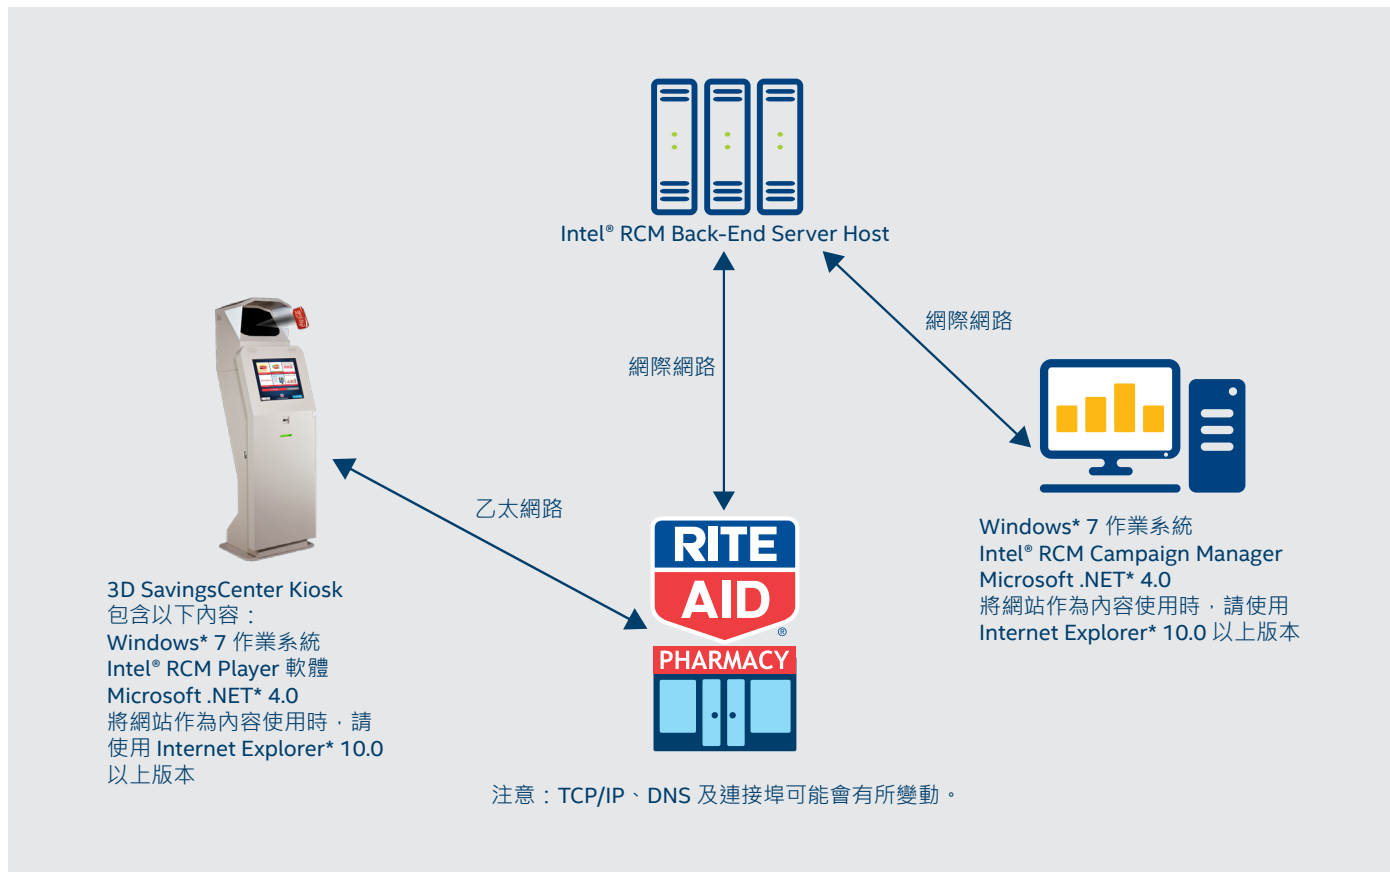 Intel® RCM Back-End Server Host
網際網路
網際網路
乙太網路
RITE
AID
®
PHARMACY
3D SavingsCenter Kiosk
包含以下內容：
Windows* 7 作業系統
Intel® RCM Player 軟體
Microsoft .NET* 4.0
將網站作為內容使用時，請
使用 Internet Explorer* 10.0
以上版本
Windows* 7 作業系統
Intel® RCM Campaign Manager
Microsoft .NET* 4.0
將網站作為內容使用時，請使用
Internet Explorer* 10.0 以上版本
注意：TCP/IP、DNS 及連接埠可能會有所變動。